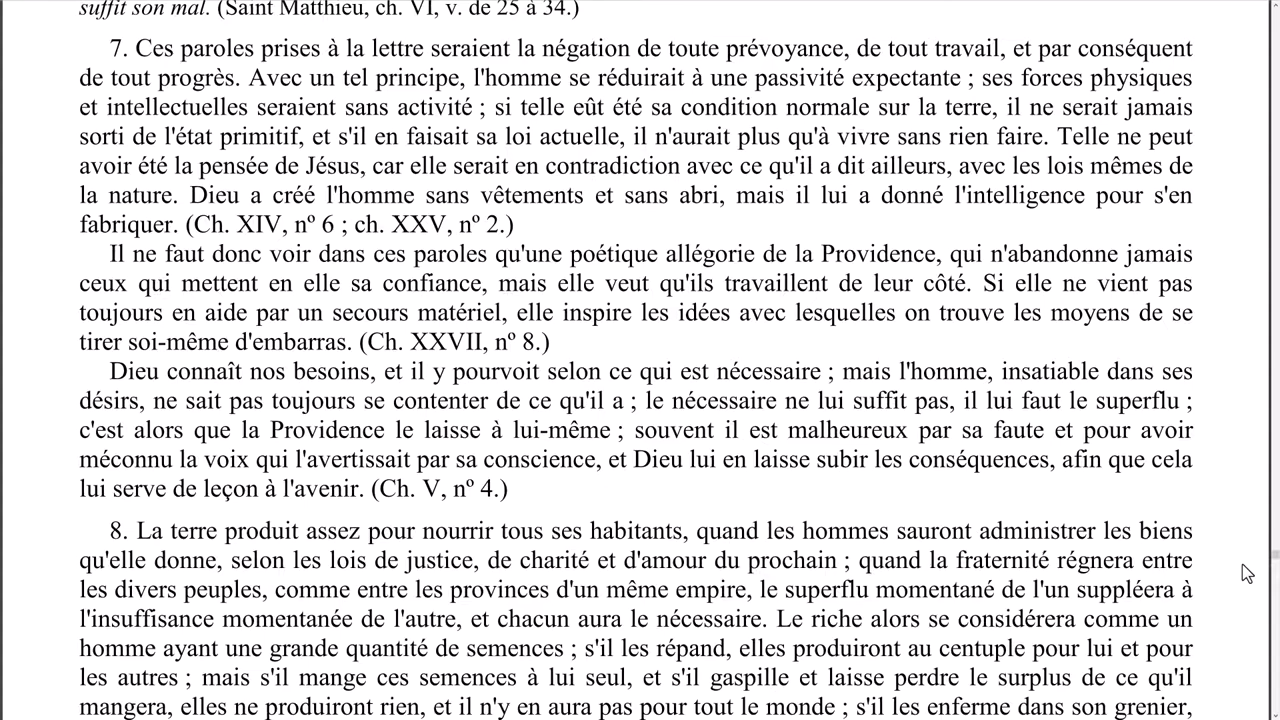 suffit son mal. (Saint Matthieu, ch. VI, v. de 25 à 34.)
7. Ces paroles prises à la lettre seraient la négation de toute prévoyance, de tout travail, et par conséquent
de tout progrès. Avec un tel principe, l'homme se réduirait à une passivité expectante ; ses forces physiques
et intellectuelles seraient sans activité ; si telle eût été sa condition normale sur la terre, il ne serait jamais
sorti de l'état primitif, et s'il en faisait sa loi actuelle, il n'aurait plus qu'à vivre sans rien faire. Telle ne peut
avoir été la pensée de Jésus, car elle serait en contradiction avec ce qu'il a dit ailleurs, avec les lois mêmes de
la nature. Dieu a créé l'homme sans vêtements et sans abri, mais il lui a donné l'intelligence pour s'en
fabriquer. (Ch. XIV, nº 6 ; ch. XXV, nº 2.)
Il ne faut donc voir dans ces paroles qu'une poétique allégorie de la Providence, qui n'abandonne jamais
ceux qui mettent en elle sa confiance, mais elle veut qu'ils travaillent de leur côté. Si elle ne vient pas
toujours en aide par un secours matériel, elle inspire les idées avec lesquelles on trouve les moyens de se
tirer soi-même d'embarras. (Ch. XXVII, nº 8.)
Dieu connaît nos besoins, et il y pourvoit selon ce qui est nécessaire ; mais l'homme, insatiable dans ses
désirs, ne sait pas toujours se contenter de ce qu'il a ; le nécessaire ne lui suffit pas, il lui faut le superflu ;
c'est alors que la Providence le laisse à lui-même ; souvent il est malheureux par sa faute et pour avoir
méconnu la voix qui l'avertissait par sa conscience, et Dieu lui en laisse subir les conséquences, afin que cela
lui serve de leçon à l'avenir. (Ch. V, nº 4.)
8. La terre produit assez pour nourrir tous ses habitants, quand les hommes sauront administrer les biens
qu'elle donne, selon les lois de justice, de charité et d'amour du prochain ; quand la fraternité régnera entre
les divers peuples, comme entre les provinces d'un même empire, le superflu momentané de l'un suppléera à
l'insuffisance momentanée de l'autre, et chacun aura le nécessaire. Le riche alors se considérera comme un
homme ayant une grande quantité de semences ; s'il les répand, elles produiront au centuple pour lui et pour
les autres ; mais s'il mange ces semences à lui seul, et s'il gaspille et laisse perdre le surplus de ce qu'il
mangera, elles ne produiront rien, et il n'y en aura pas pour tout le monde ; s'il les enferme dans son grenier,